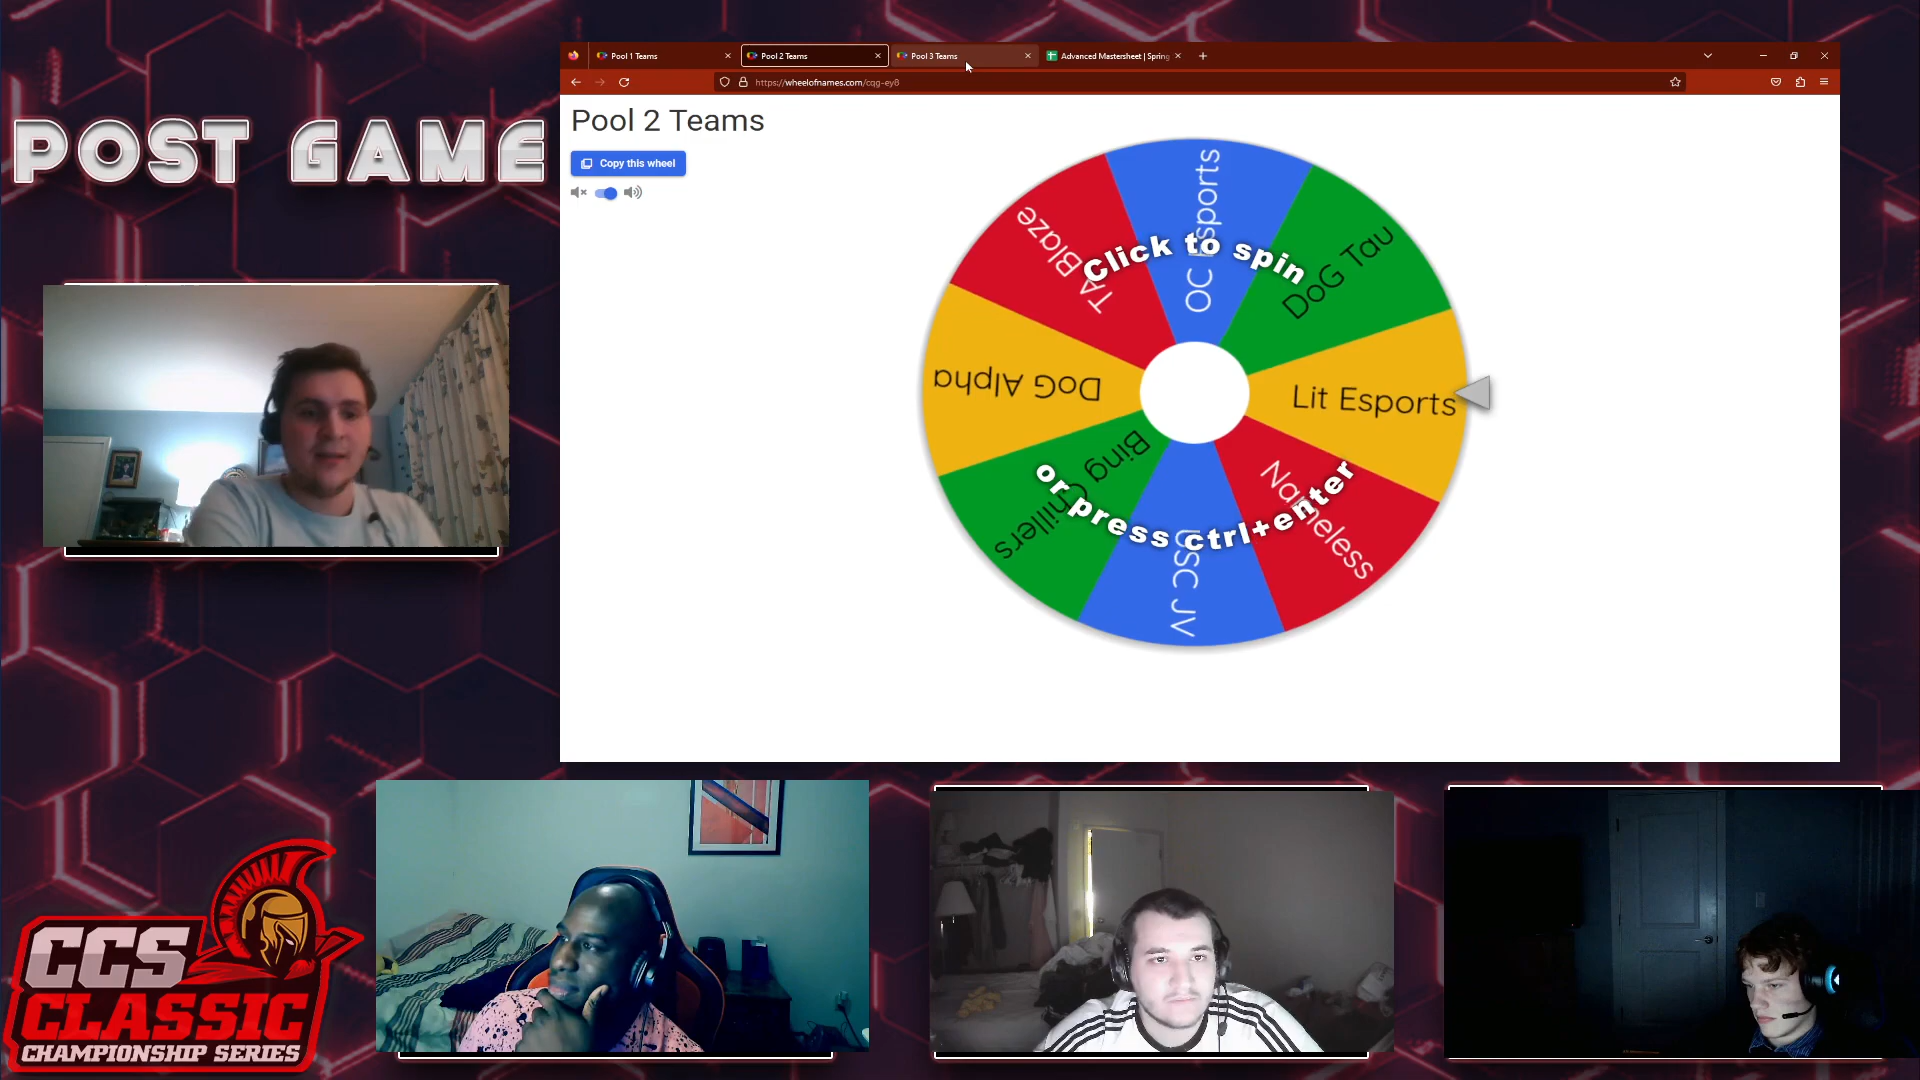 Pool 1 Teams
Pool 2 Teams
Pool 3 Teams
Advanced Mastersheet | Spring
https://wheelofnames.com/cqg-ey8
POST GAME
Pool 2 Teams
Copy this wheel
OC Esports
DoG Tau
Lit Esports
Nameless
USC JV
Bing Chillers
DoG Alpha
TA Blaze
Click to spin
or press ctrl+enter
CCS
CLASSIC
CHAMPIONSHIP SERIES